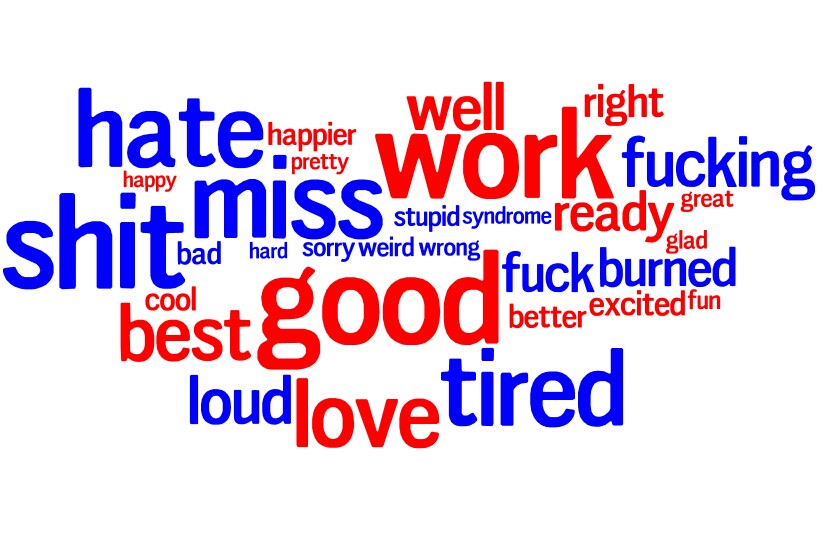 well right
hate happier work
pretty fucking
happy miss great
shit stupid syndrome ready
bad hard sorry weird wrong glad
good fuck burned
cool better excited fun
best
loud love tired